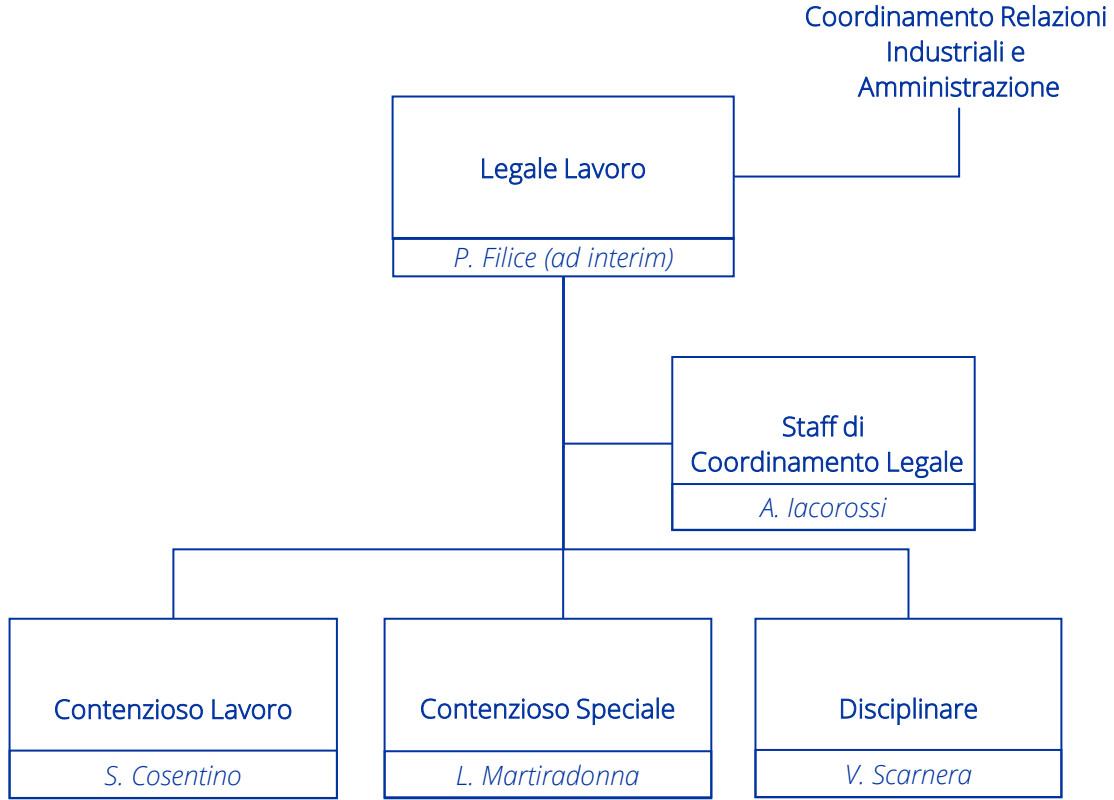 Coordinamento Relazioni
Industriali e
Amministrazione
Legale Lavoro
P. Filice (ad interim)
Staff di
Coordinamento Legale
A. Iacorossi
Contenzioso Lavoro
S. Cosentino
Contenzioso Speciale
L. Martiradonna
Disciplinare
V. Scarnera